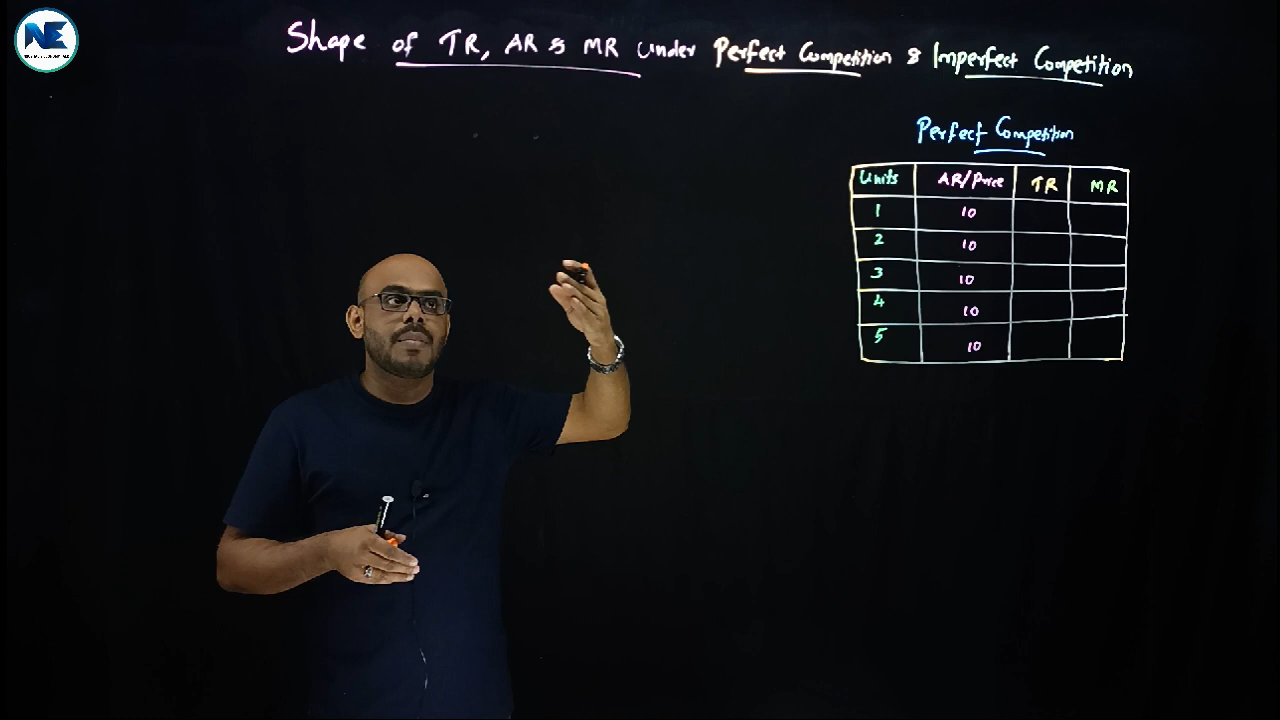 NE
Shape of TR, AR & MR under Perfect Competition & Imperfect Competition
Perfect Competition
Units AR/Price TR MR
1 10
2 10
3 10
4 10
5 10